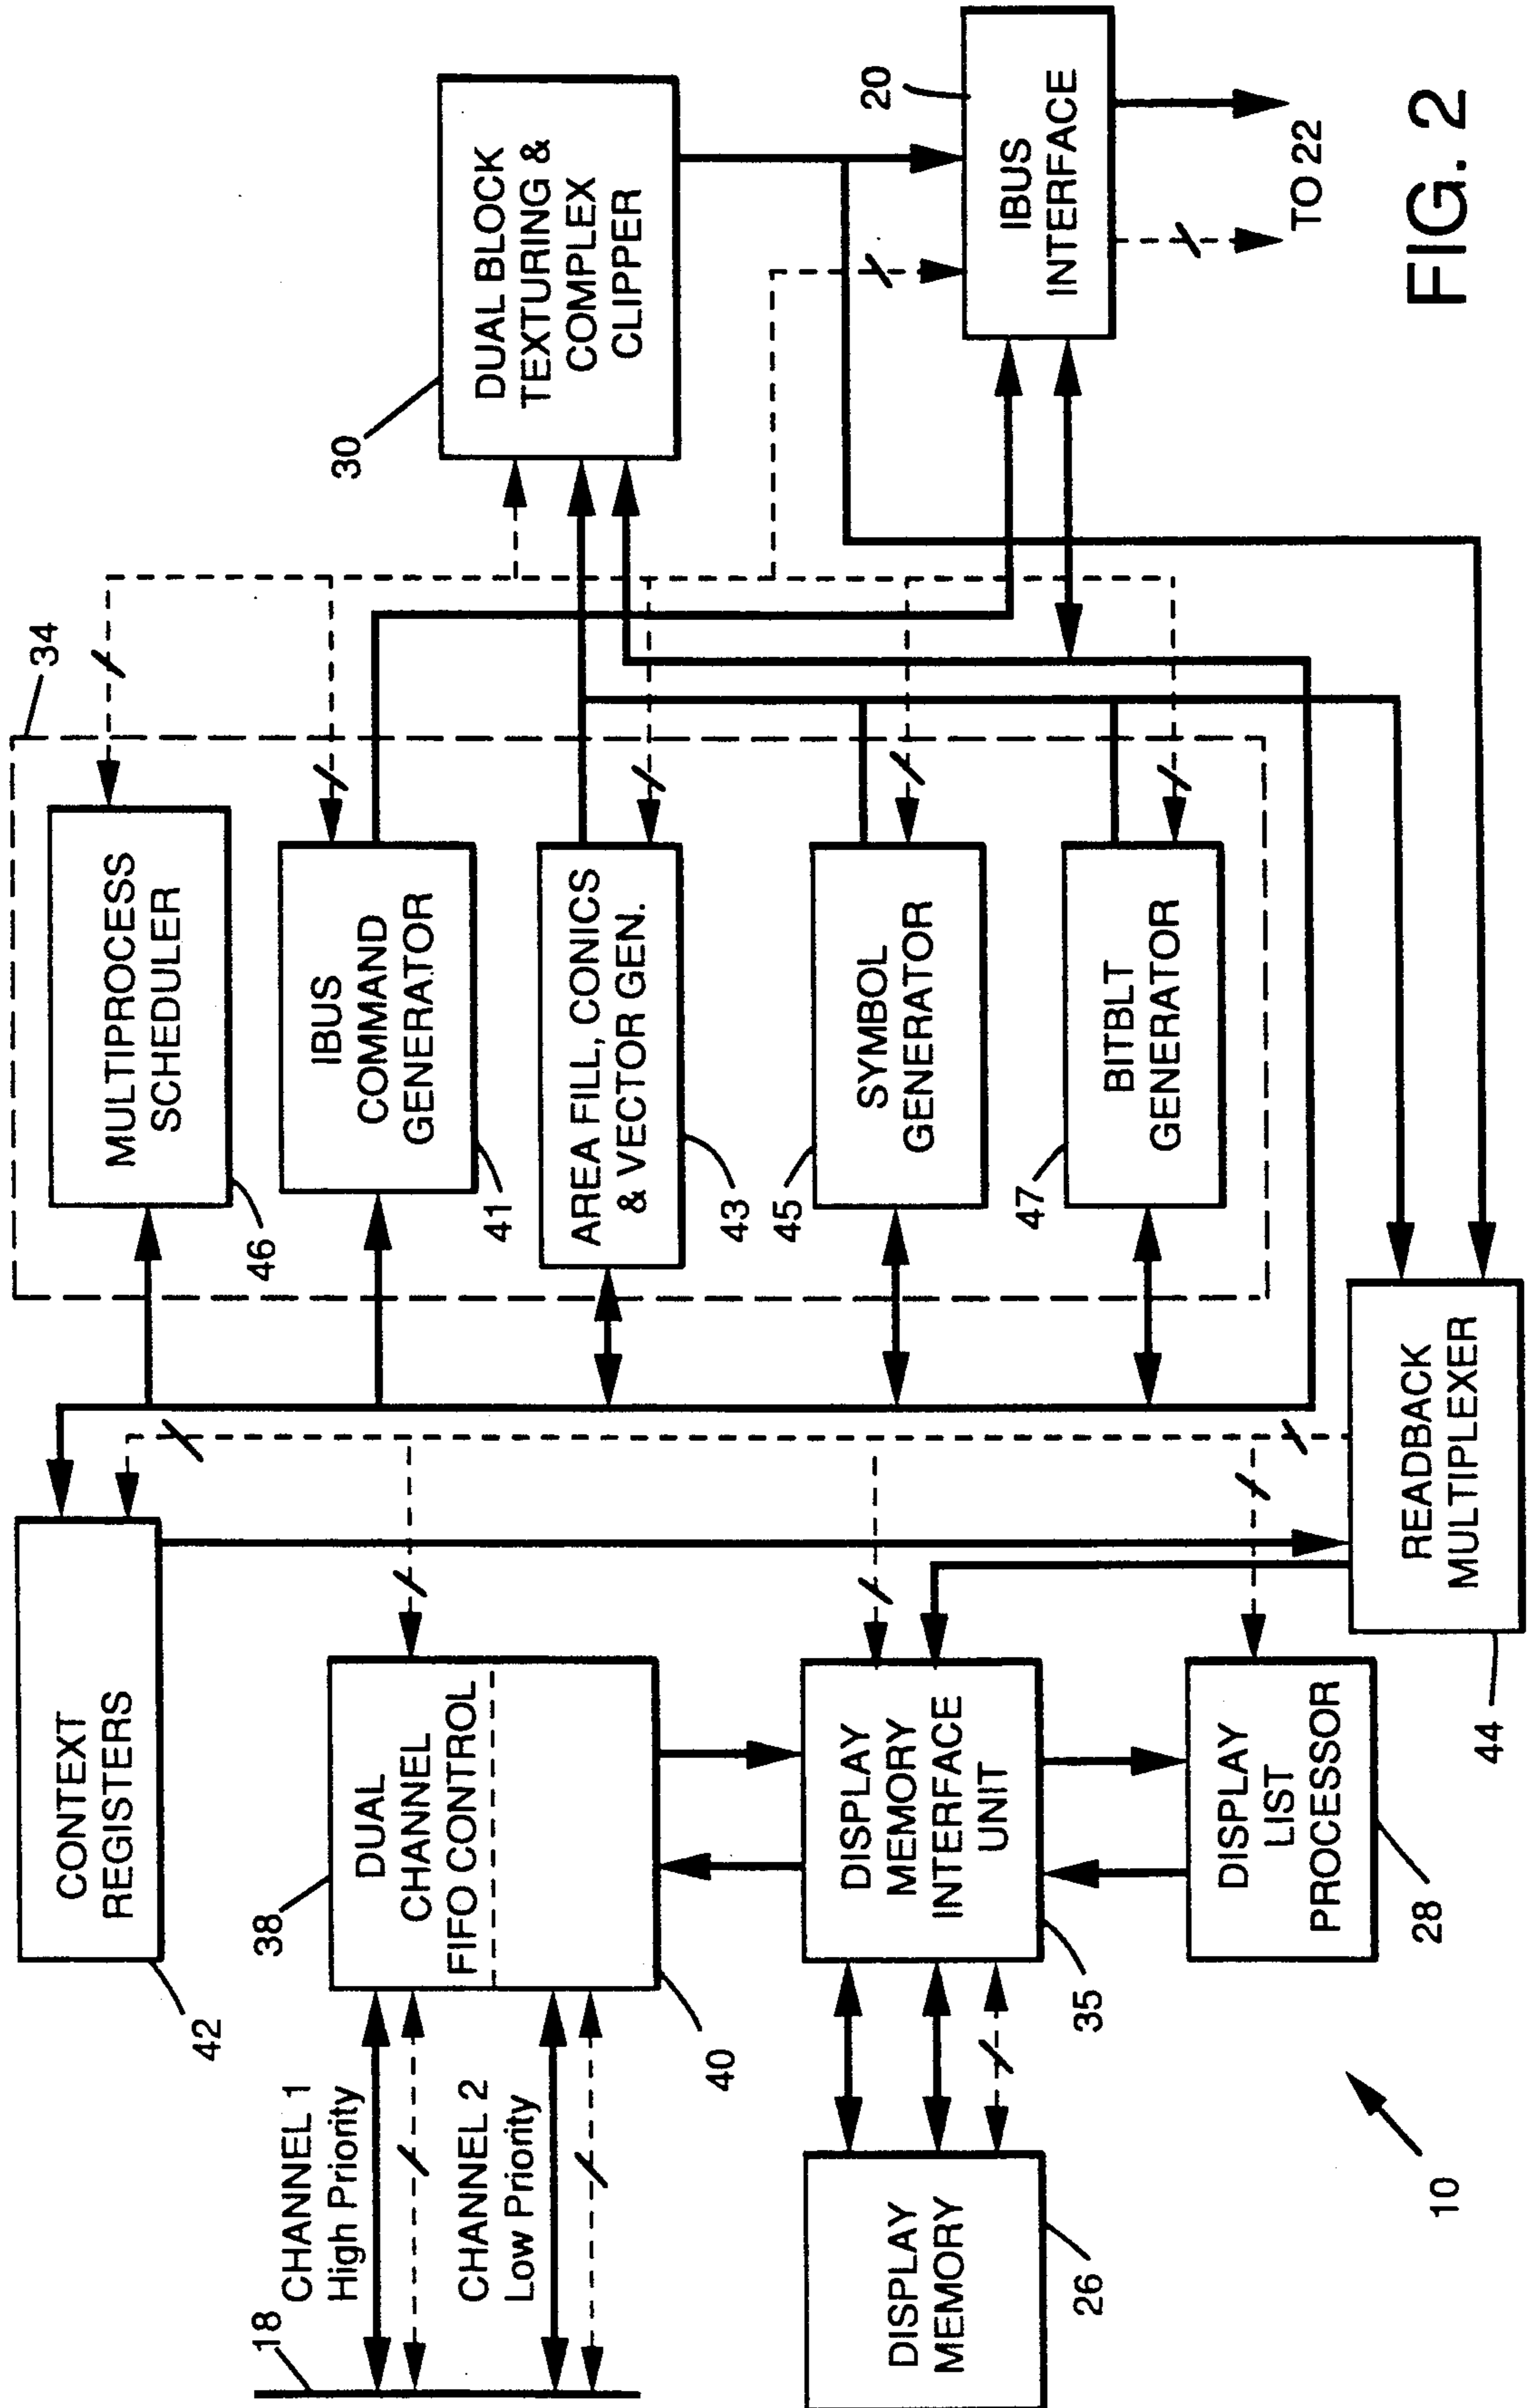 18
CHANNEL 1
High Priority
CHANNEL 2
Low Priority
42
CONTEXT
REGISTERS
38
DUAL
CHANNEL
FIFO CONTROL
40
DISPLAY
MEMORY
26
DISPLAY
MEMORY
INTERFACE
UNIT
35
DISPLAY
LIST
PROCESSOR
28
10
READBACK
MULTIPLEXER
44
34
MULTIPROCESS
SCHEDULER
46
IBUS
COMMAND
GENERATOR
41
AREA FILL, CONICS
& VECTOR GEN.
43
SYMBOL
GENERATOR
45
BITBLT
GENERATOR
47
30
DUAL BLOCK
TEXTURING &
COMPLEX
CLIPPER
20
IBUS
INTERFACE
TO 22
FIG. 2